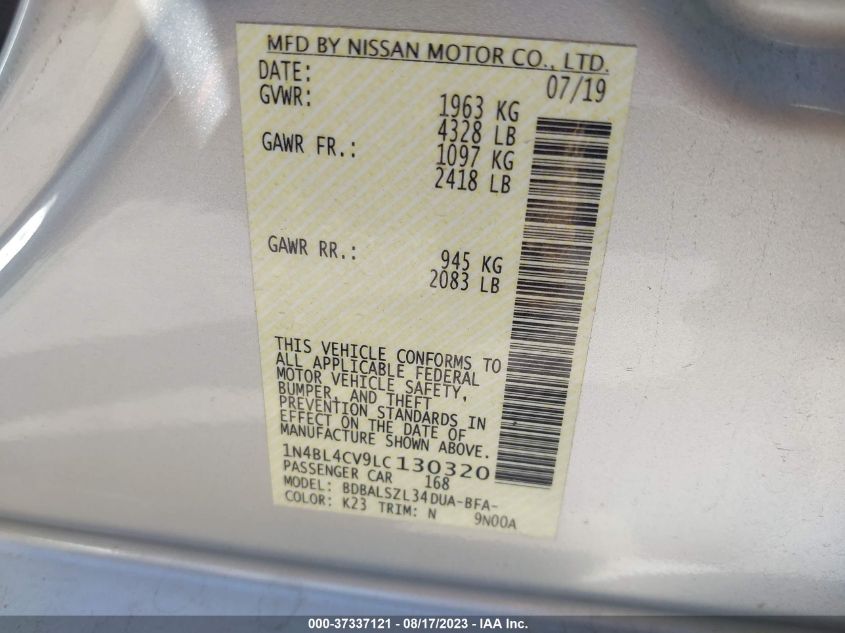 MFD BY NISSAN MOTOR CO., LTD.
DATE: 07/19
GVWR: 1963 KG
4328 LB
GAWR FR.: 1097 KG
2418 LB
GAWR RR.: 945 KG
2083 LB
THIS VEHICLE CONFORMS TO
ALL APPLICABLE FEDERAL
MOTOR VEHICLE SAFETY,
BUMPER, AND THEFT
PREVENTION STANDARDS IN
EFFECT ON THE DATE OF
MANUFACTURE SHOWN ABOVE.
1N4BL4CV9LC130320
PASSENGER CAR 168
MODEL: BDBALSZL34DUA-BFA-
COLOR: K23 TRIM: N 9N00A
000-37337121 - 08/17/2023 - IAA Inc.